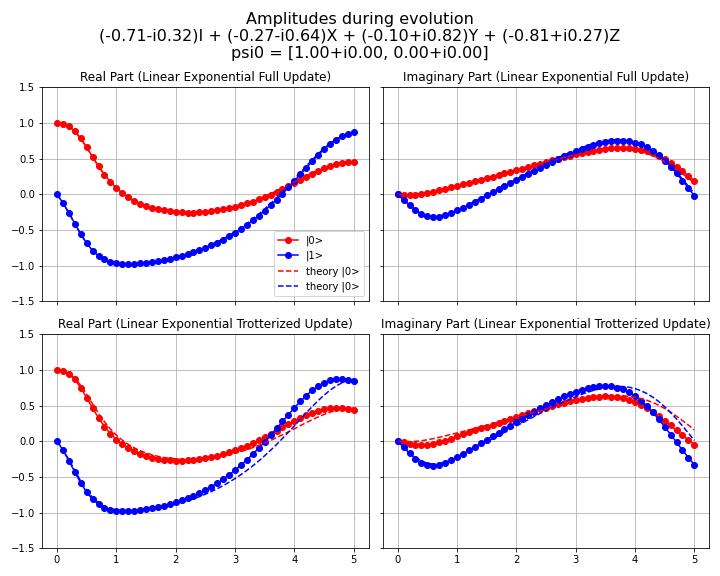 Amplitudes during evolution
(-0.71-i0.32)I + (-0.27-i0.64)X + (-0.10+i0.82)Y + (-0.81+i0.27)Z
psi0 = [1.00+i0.00, 0.00+i0.00]
Real Part (Linear Exponential Full Update)
1.5
1.0
0.5
0.0
−0.5
−1.0
−1.5
|0>
|1>
theory |0>
theory |0>
Imaginary Part (Linear Exponential Full Update)
Real Part (Linear Exponential Trotterized Update)
1.5
1.0
0.5
0.0
−0.5
−1.0
−1.5
0 1 2 3 4 5
Imaginary Part (Linear Exponential Trotterized Update)
0 1 2 3 4 5